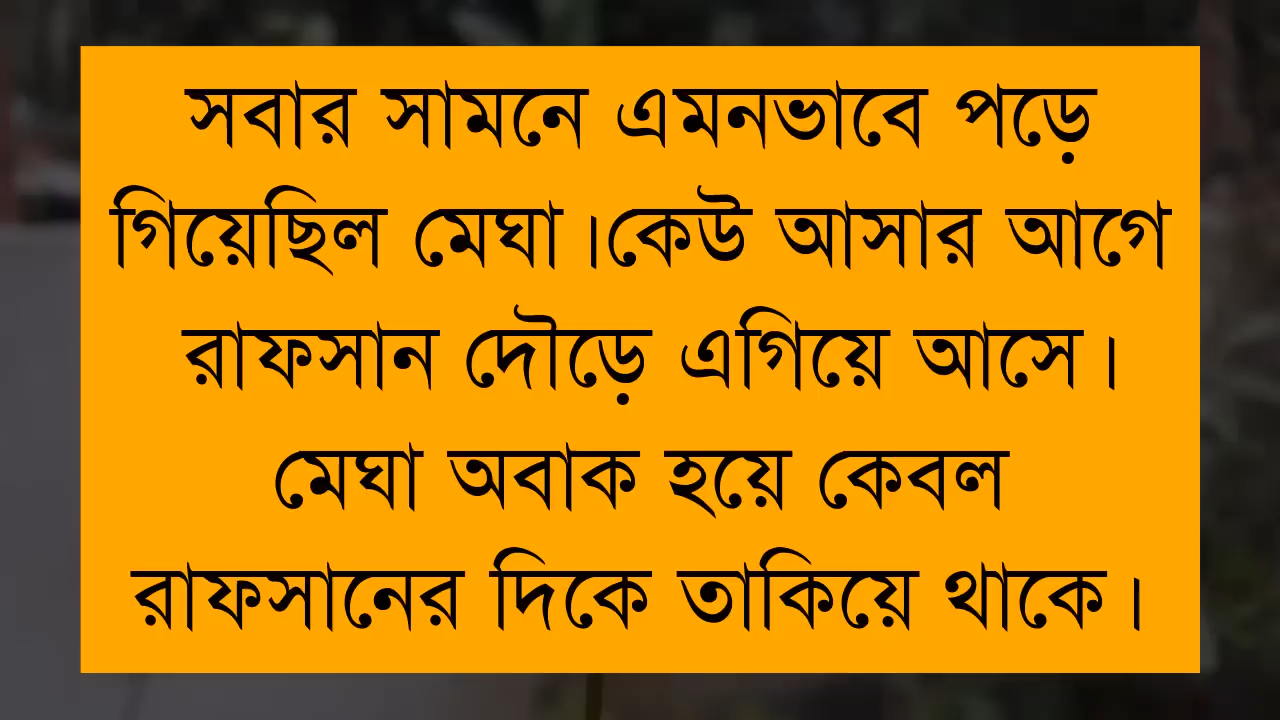 সবার সামনে এমনভাবে পড়ে
গিয়েছিল মেঘা।কেউ আসার আগে
রাফসান দৌড়ে এগিয়ে আসে।
মেঘা অবাক হয়ে কেবল
রাফসানের দিকে তাকিয়ে থাকে।